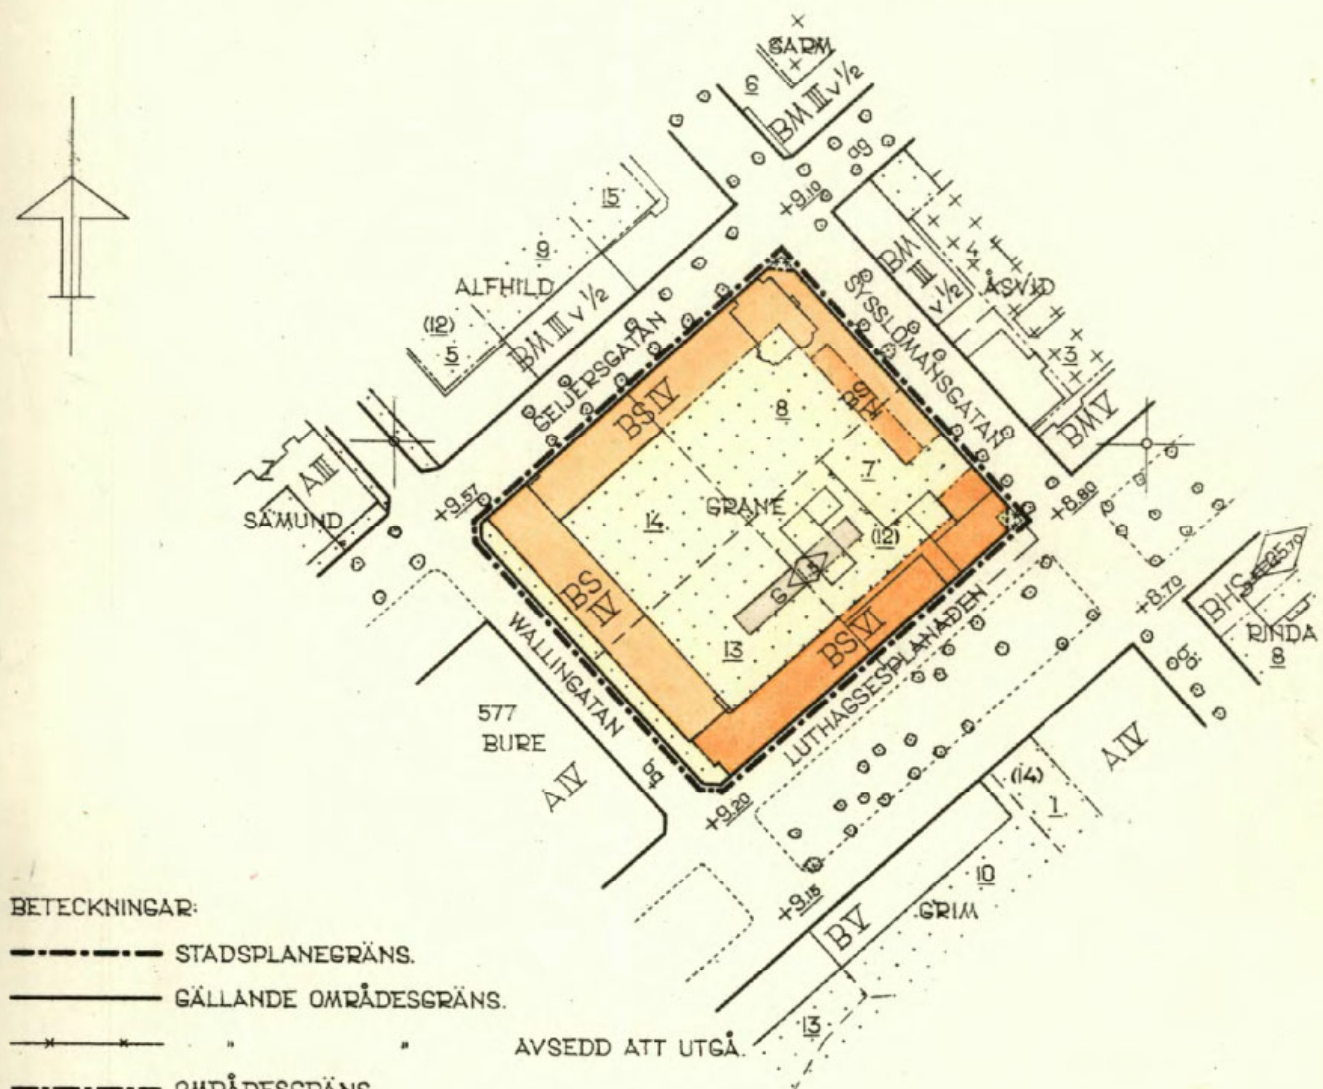 SARM
6
BM III v 1/2
ag
+9.10
15
9
ALFHILD
(12)
5
BM III v 1/2
GEIJERSGATAN
BM III v 1/2
4
ÅSVID
3
BM V
SYSSLOMANSGATAN
BS IV
8
7
GRANE
14
(12)
13
BS IV
BS VI
+9.57
+8.80
+8.70
A III
SÄMUND
WALLINGATAN
577
BURE
A IV
bg
+9.20
LUTHAGSESPLANADEN
BHS
RINDA
8
A IV
(14)
1
10
GRIM
+9.15
B V
13
BETECKNINGAR:
STADSPLANEGRÄNS.
GÄLLANDE OMRÅDESGRÄNS.
" " AVSEDD ATT UTGÅ.
OMRÅDESGRÄNS